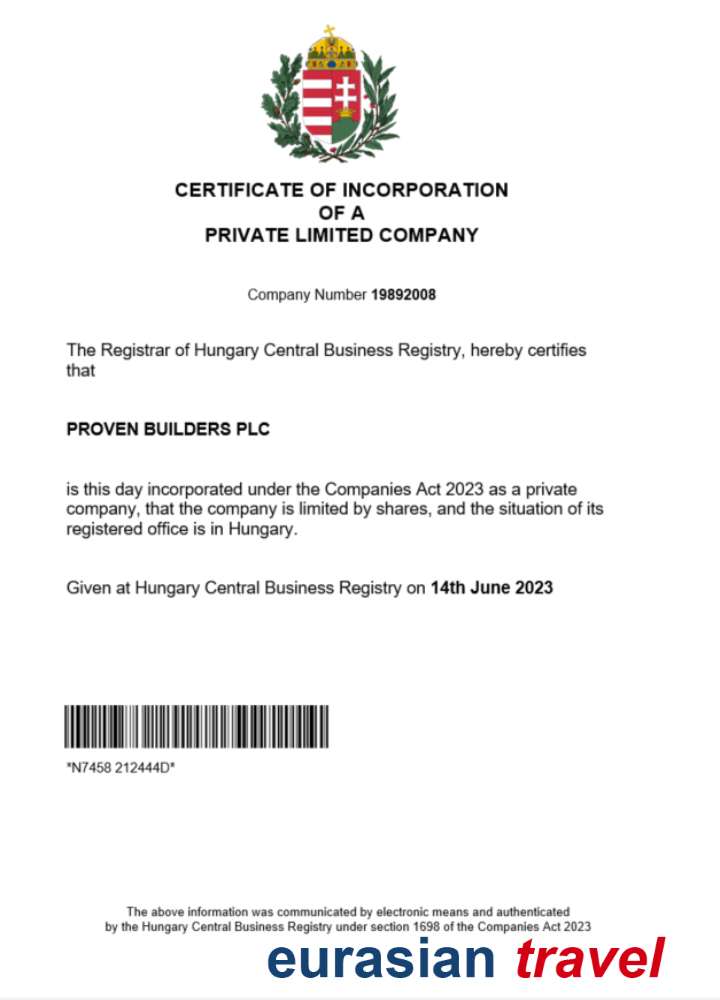 CERTIFICATE OF INCORPORATION
OF A
PRIVATE LIMITED COMPANY
Company Number 19892008
The Registrar of Hungary Central Business Registry, hereby certifies
that
PROVEN BUILDERS PLC
is this day incorporated under the Companies Act 2023 as a private
company, that the company is limited by shares, and the situation of its
registered office is in Hungary.
Given at Hungary Central Business Registry on 14th June 2023
*N7458 212444D*
The above information was communicated by electronic means and authenticated
by the Hungary Central Business Registry under section 1698 of the Companies Act 2023
eurasian travel